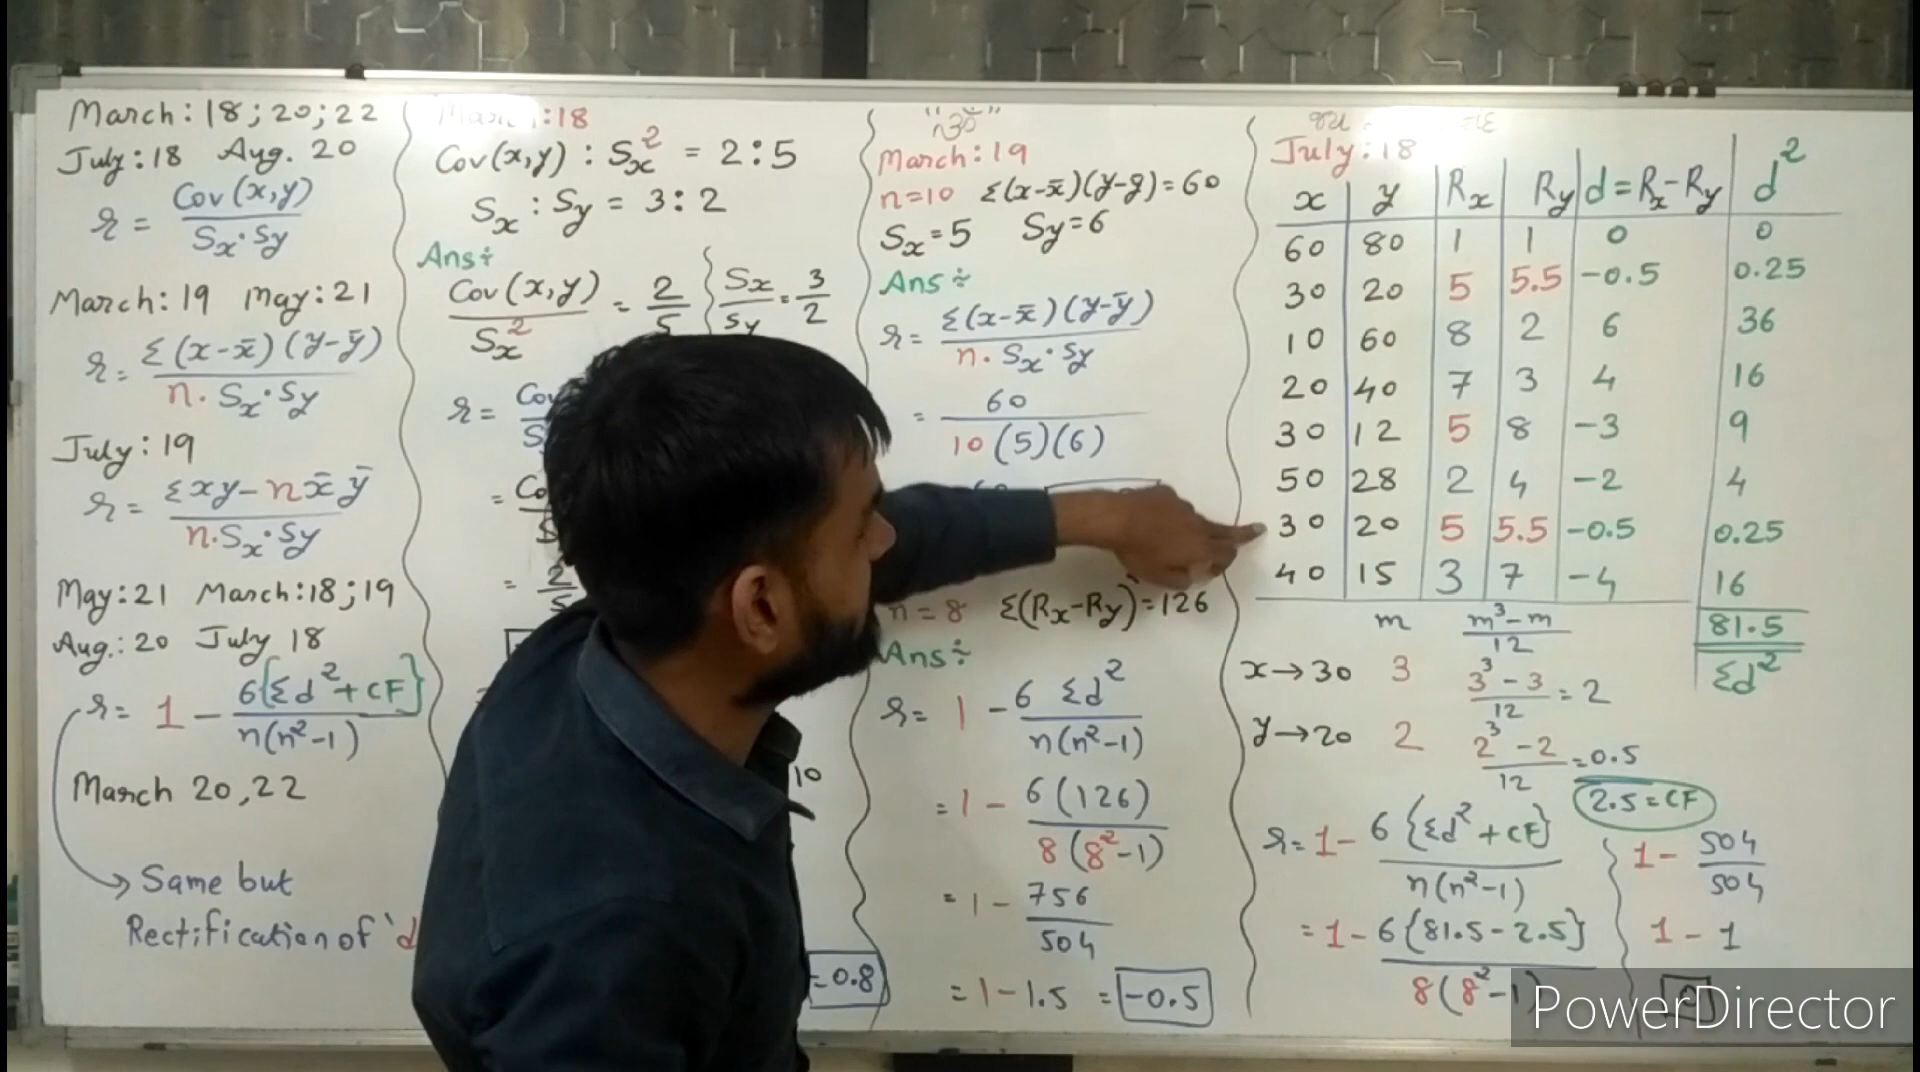 March : 18 ; 20 ; 22
July : 18 Aug. 20
r = Cov (x,y) / Sx · Sy
March : 19 may : 21
r = Σ (x-x̄) (y-ȳ) / n · Sx · Sy
July : 19
r = Σxy - n x̄ ȳ / n · Sx · Sy
May : 21 March : 18 ; 19
Aug. : 20 July 18
r = 1 - 6{Σd² + CF} / n(n²-1)
March 20, 22
Same but
Rectification of 'd
:18
Cov (x,y) : Sx² = 2 : 5
Sx : Sy = 3 : 2
Ans ÷
Cov (x,y) / Sx² = 2/5
Sx / Sy = 3/2
r =
=
= 2/5
10
= 0.8
March : 19
n = 10 Σ(x-x̄)(y-ȳ) = 60
Sx = 5 Sy = 6
Ans ÷
r = Σ(x-x̄) (y-ȳ) / n · Sx · Sy
= 60 / 10 (5) (6)
n = 8 Σ(Rx-Ry)² = 126
Ans ÷
r = 1 - 6 Σd² / n(n²-1)
= 1 - 6 (126) / 8 (8²-1)
= 1 - 756 / 504
= 1 - 1.5 = -0.5
July : 18
x y Rx Ry d = Rx-Ry d²
60 80 1 1 0 0
30 20 5 5.5 -0.5 0.25
10 60 8 2 6 36
20 40 7 3 4 16
30 12 5 8 -3 9
50 28 2 4 -2 4
30 20 5 5.5 -0.5 0.25
40 15 3 7 -4 16
81.5
Σd²
m m³-m / 12
x → 30 3 3³-3 / 12 = 2
y → 20 2 2³-2 / 12 = 0.5
2.5 = CF
r = 1 - 6 {Σd² + CF} / n(n²-1)
= 1 - 6 {81.5 - 2.5} / 8 (8²-1)
1 - 504 / 504
1 - 1
PowerDirector